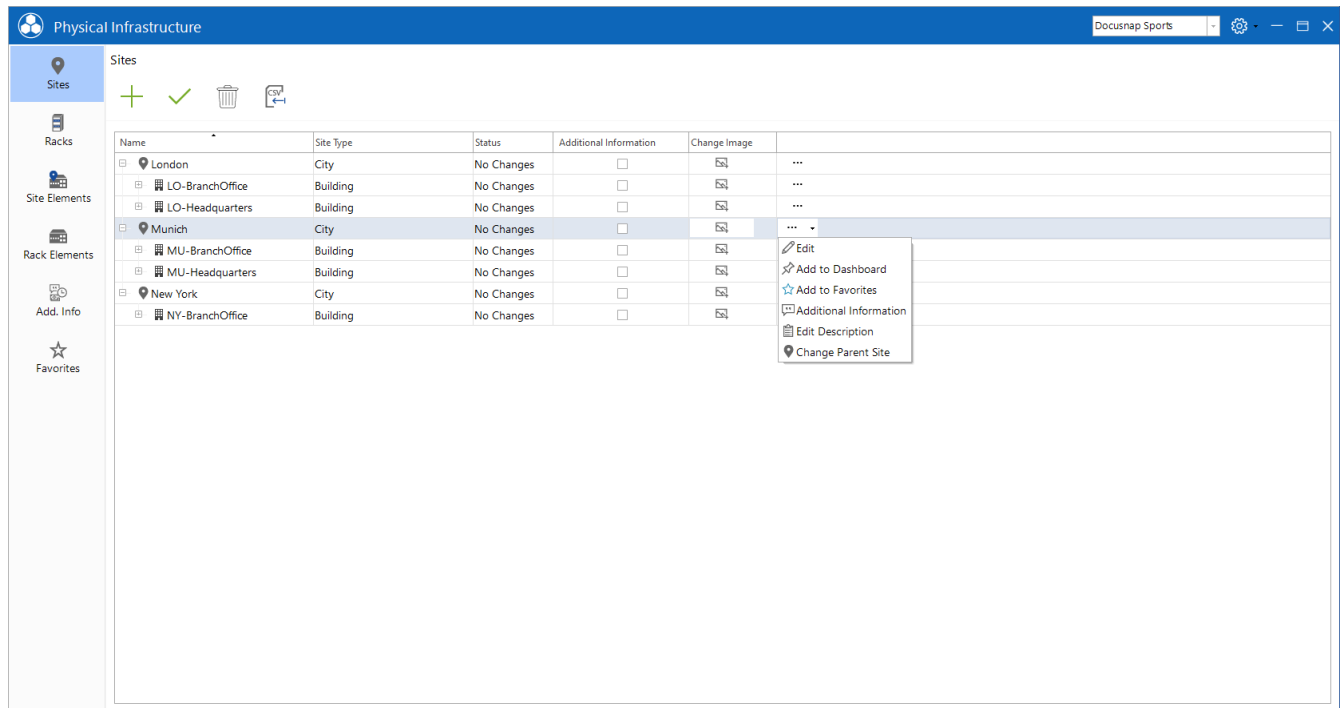 Physical Infrastructure Docusnap Sports
Sites
Sites
CSV
Racks
Site Elements
Rack Elements
Add. Info
Favorites
Name Site Type Status Additional Information Change Image
London City No Changes ...
LO-BranchOffice Building No Changes ...
LO-Headquarters Building No Changes ...
Munich City No Changes ...
MU-BranchOffice Building No Changes
MU-Headquarters Building No Changes
New York City No Changes
NY-BranchOffice Building No Changes
Edit
Add to Dashboard
Add to Favorites
Additional Information
Edit Description
Change Parent Site